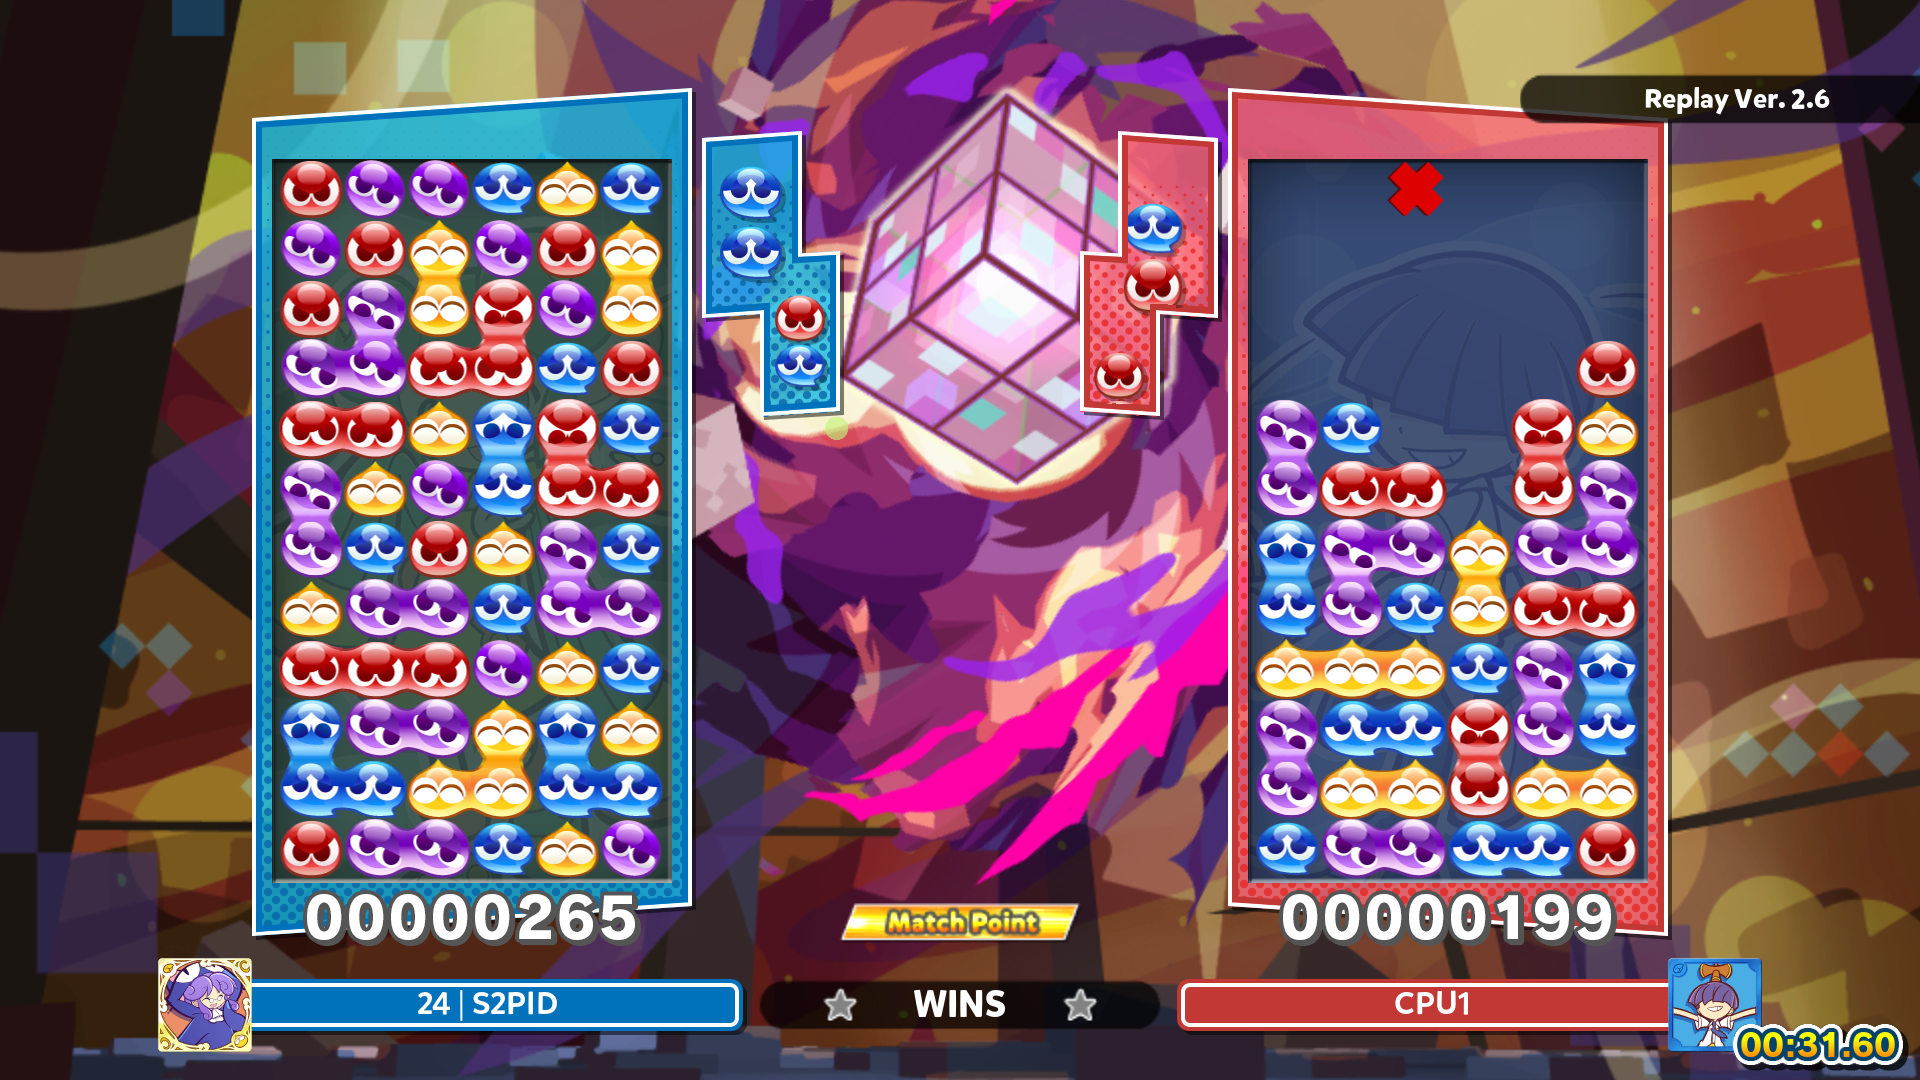 Replay Ver. 2.6
00000265
Match Point
00000199
24 | S2PID
WINS
CPU1
00:31.60